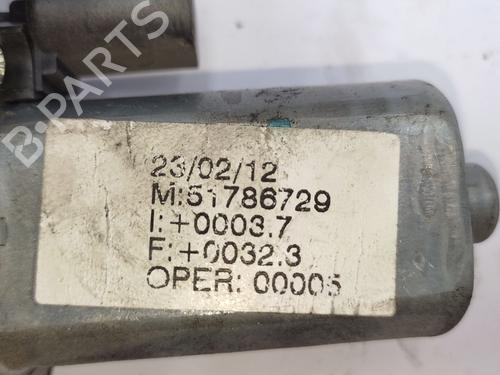 B-PARTS
23/02/12
M:51786729
I:+0003.7
F:+0032.3
OPER: 00005